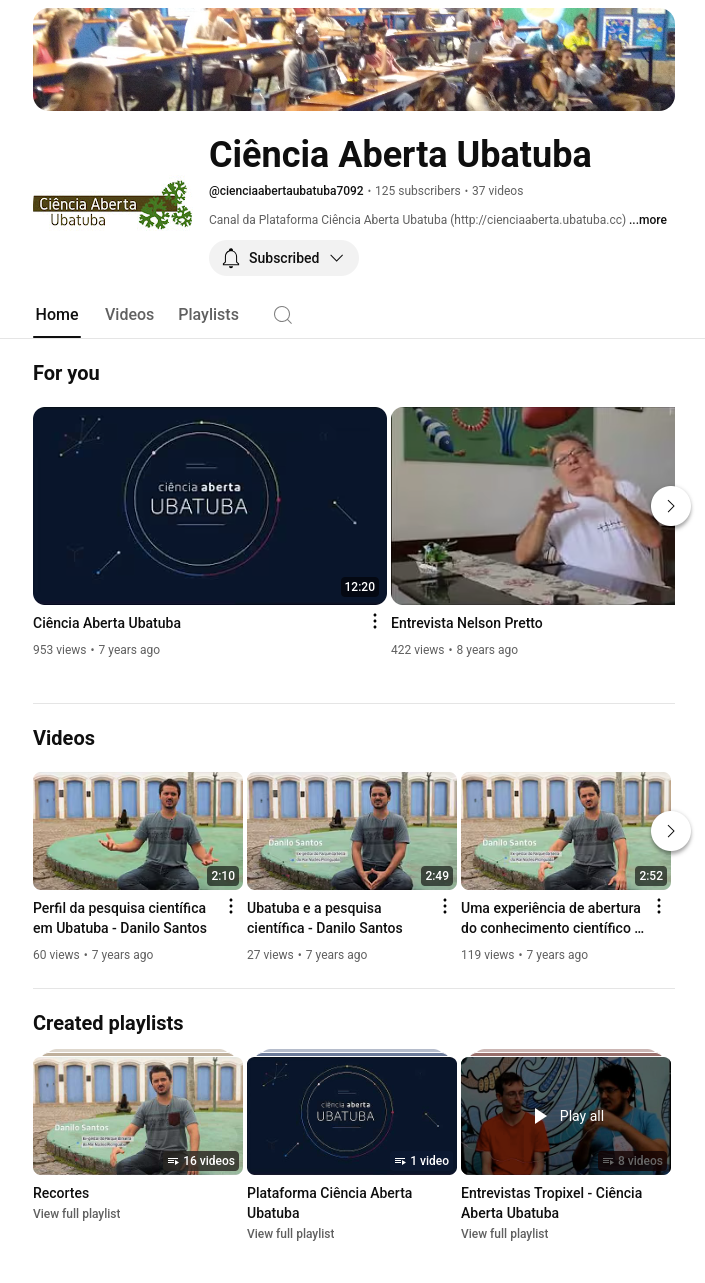 Ciência Aberta Ubatuba
Ciência Aberta
Ubatuba
@cienciaabertaubatuba7092 • 125 subscribers • 37 videos
Canal da Plataforma Ciência Aberta Ubatuba (http://cienciaaberta.ubatuba.cc) ...more
Subscribed
Home Videos Playlists
For you
ciência aberta
UBATUBA
12:20
Ciência Aberta Ubatuba
953 views • 7 years ago
Entrevista Nelson Pretto
422 views • 8 years ago
Videos
2:10
Danilo Santos
2:49
Danilo Santos
2:52
Perfil da pesquisa científica
em Ubatuba - Danilo Santos
60 views • 7 years ago
Ubatuba e a pesquisa
científica - Danilo Santos
27 views • 7 years ago
Uma experiência de abertura
do conhecimento científico …
119 views • 7 years ago
Created playlists
Danilo Santos
16 videos
ciência aberta
UBATUBA
1 video
Play all
8 videos
Recortes
View full playlist
Plataforma Ciência Aberta
Ubatuba
View full playlist
Entrevistas Tropixel - Ciência
Aberta Ubatuba
View full playlist